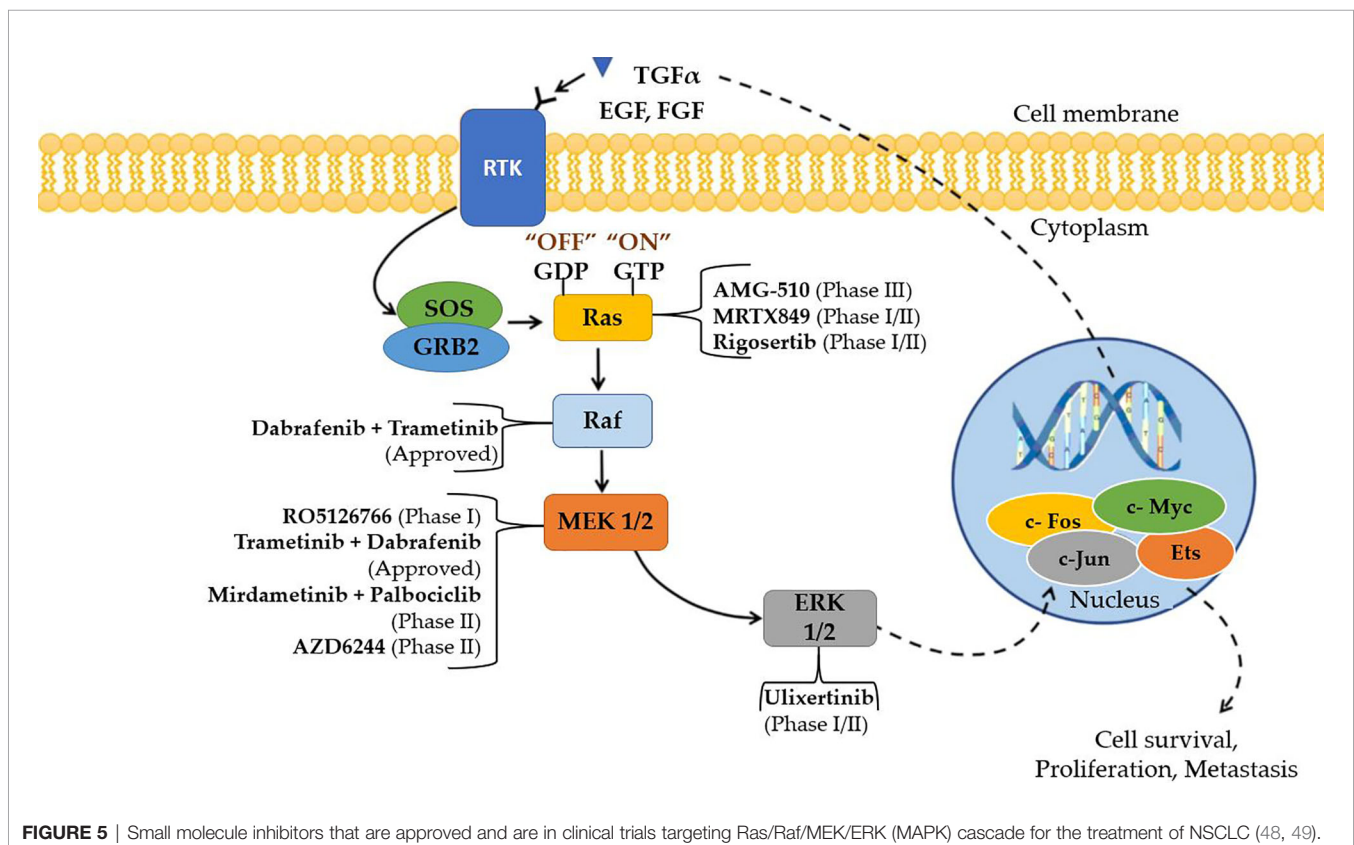 TGFα
EGF, FGF
Cell membrane
RTK
Cytoplasm
“OFF” “ON”
GDP GTP
SOS
GRB2
Ras
AMG-510 (Phase III)
MRTX849 (Phase I/II)
Rigosertib (Phase I/II)
Raf
Dabrafenib + Trametinib
(Approved)
MEK 1/2
RO5126766 (Phase I)
Trametinib + Dabrafenib
(Approved)
Mirdametinib + Palbociclib
(Phase II)
AZD6244 (Phase II)
ERK
1/2
Ulixertinib
(Phase I/II)
c- Fos
c- Myc
c-Jun
Ets
Nucleus
Cell survival,
Proliferation, Metastasis
FIGURE 5 | Small molecule inhibitors that are approved and are in clinical trials targeting Ras/Raf/MEK/ERK (MAPK) cascade for the treatment of NSCLC (48, 49).